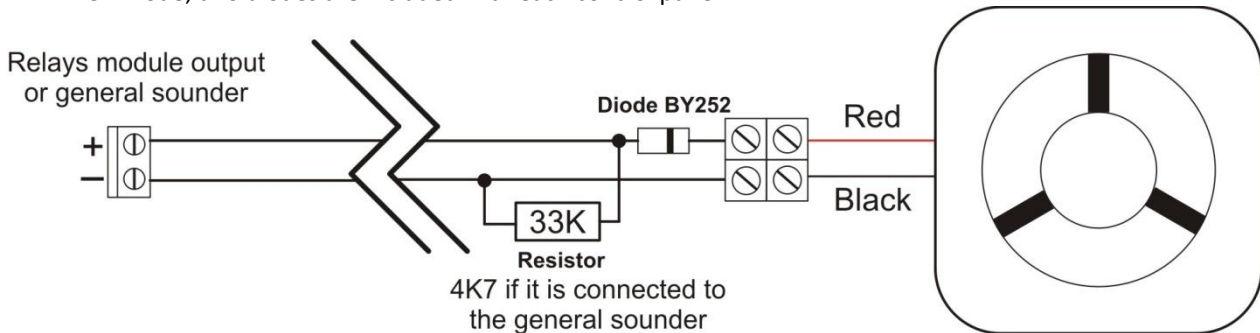 Relays module output
or general sounder
+
−
Diode BY252
Red
Black
33K
Resistor
4K7 if it is connected to
the general sounder